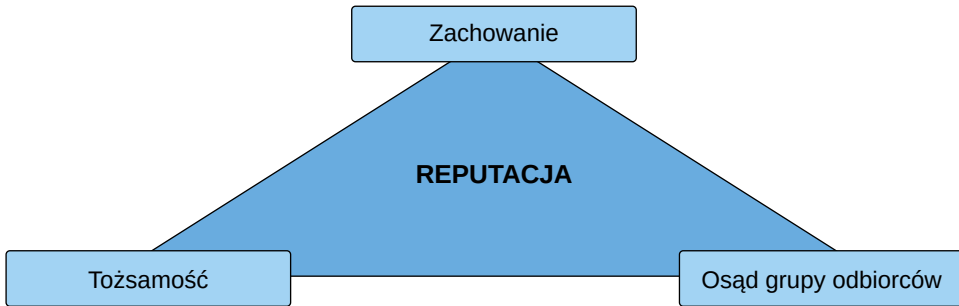 Zachowanie
REPUTACJA
Tożsamość
Osąd grupy odbiorców